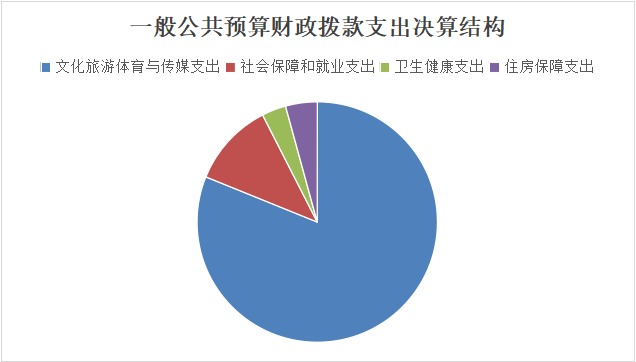 一般公共预算财政拨款支出决算结构
文化旅游体育与传媒支出 社会保障和就业支出 卫生健康支出 住房保障支出